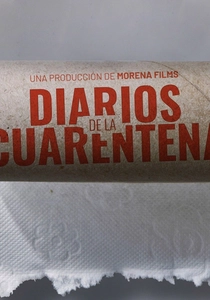 UNA PRODUCCIÓN DE MORENA FILMS
DIARIOS
DE LA
CUARENTENA